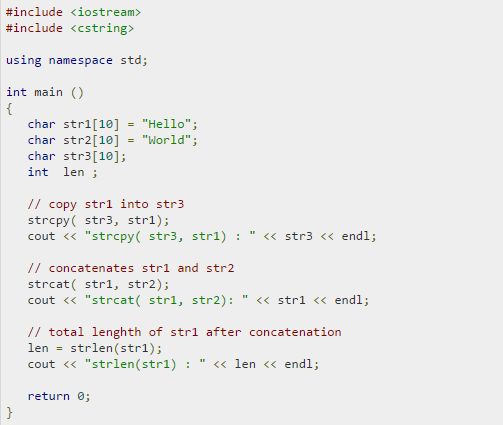 #include <iostream>
#include <cstring>
using namespace std;
int main ()
{
char str1[10] = "Hello";
char str2[10] = "World";
char str3[10];
int  len ;
// copy str1 into str3
strcpy( str3, str1);
cout << "strcpy( str3, str1) : " << str3 << endl;
// concatenates str1 and str2
strcat( str1, str2);
cout << "strcat( str1, str2): " << str1 << endl;
// total lenghth of str1 after concatenation
len = strlen(str1);
cout << "strlen(str1) : " << len << endl;
return 0;
}